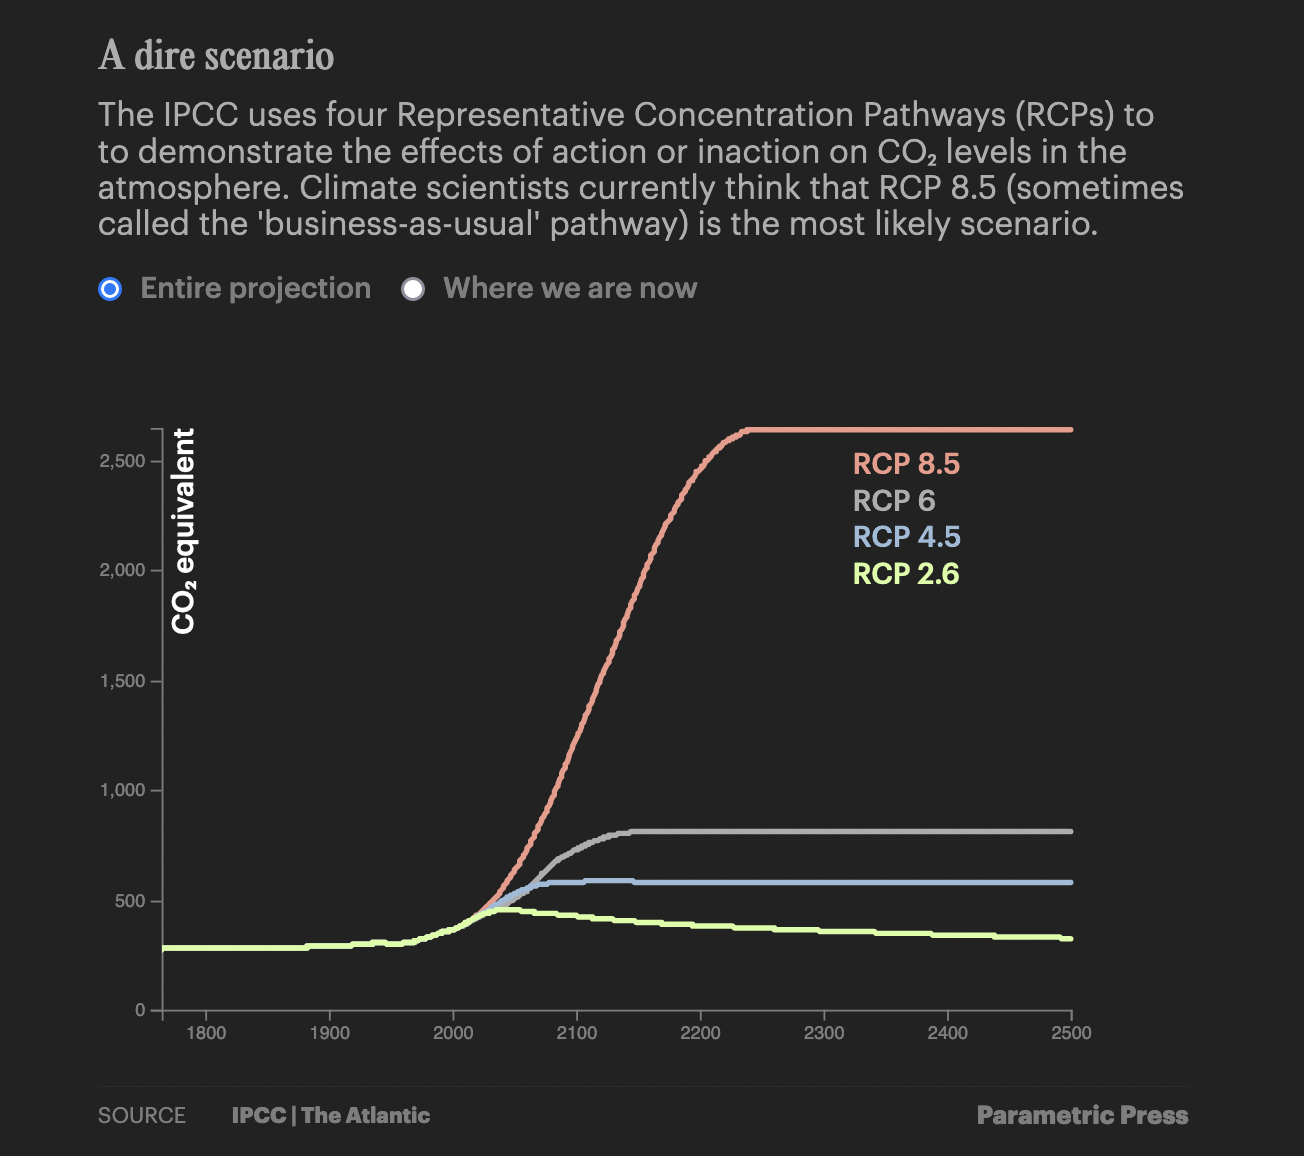 A dire scenario
The IPCC uses four Representative Concentration Pathways (RCPs) to
to demonstrate the effects of action or inaction on CO₂ levels in the
atmosphere. Climate scientists currently think that RCP 8.5 (sometimes
called the 'business-as-usual' pathway) is the most likely scenario.
Entire projection
Where we are now
CO₂ equivalent
2,500
2,000
1,500
1,000
500
0
RCP 8.5
RCP 6
RCP 4.5
RCP 2.6
1800 1900 2000 2100 2200 2300 2400 2500
SOURCE IPCC | The Atlantic
Parametric Press